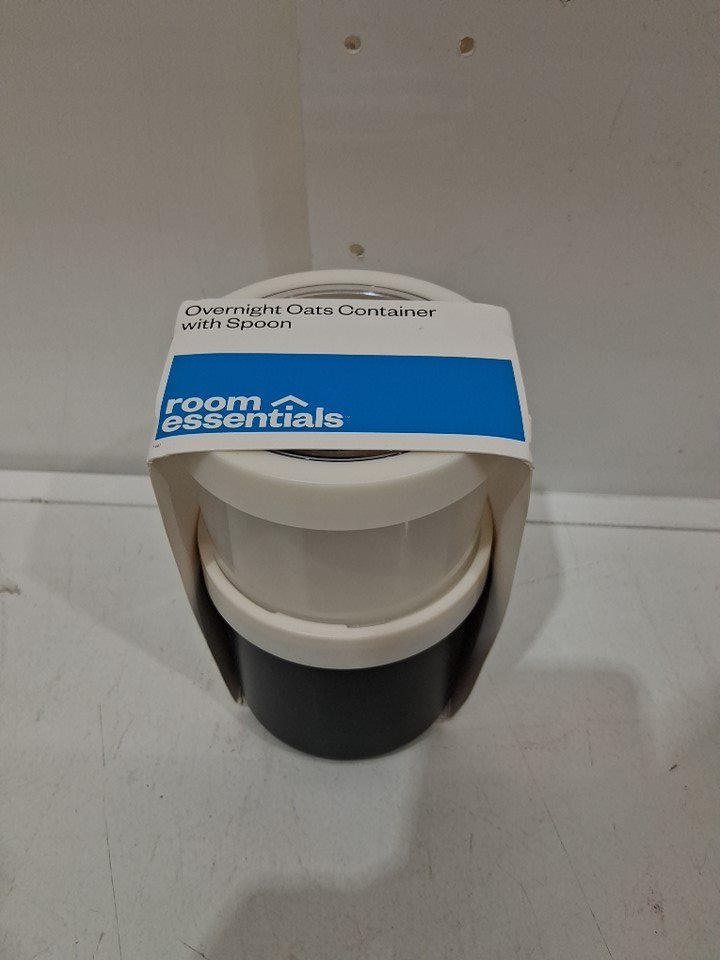 Overnight Oats Container
with Spoon
room
essentials